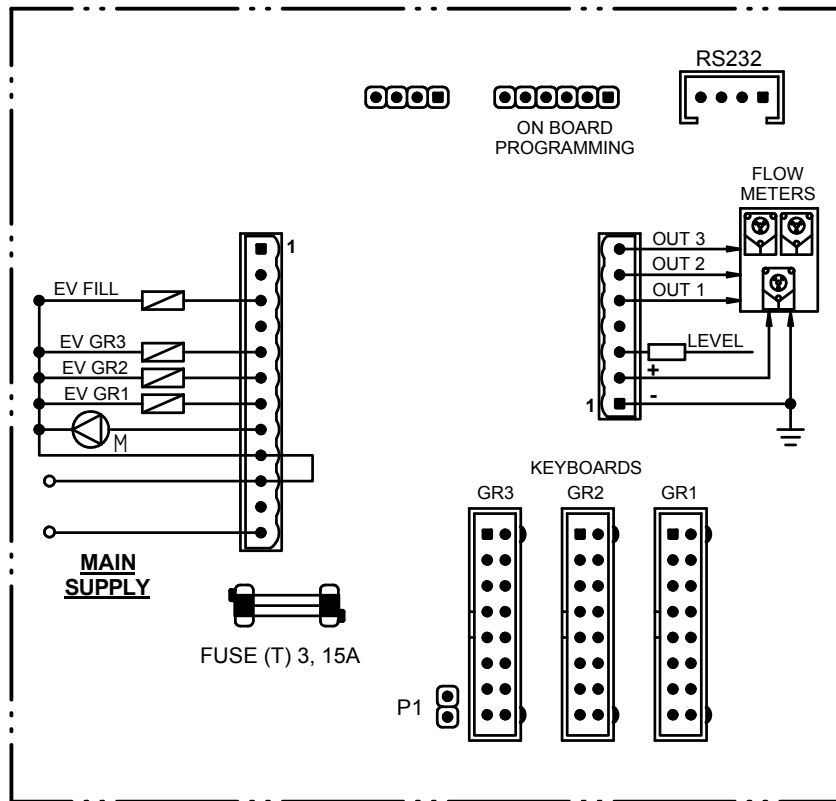 RS232
ON BOARD
PROGRAMMING
FLOW
METERS
1
OUT 3
OUT 2
OUT 1
LEVEL
+
-
1
EV FILL
EV GR3
EV GR2
EV GR1
M
MAIN
SUPPLY
FUSE (T) 3, 15A
KEYBOARDS
GR3 GR2 GR1
P1